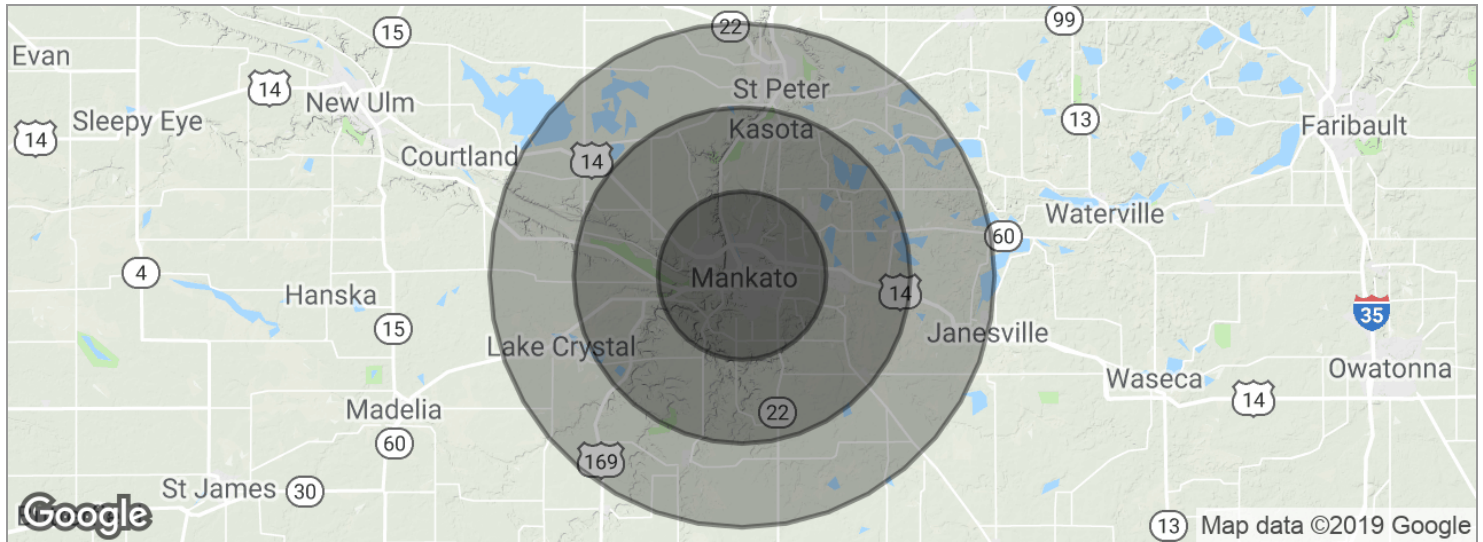 22
99
15
Evan
14
St Peter
New Ulm
13
Sleepy Eye
Kasota
Faribault
14
14
Courtland
Waterville
60
4
Mankato
Hanska
14
35
15
Janesville
Lake Crystal
Owatonna
Waseca
14
Madelia
22
60
169
St James
30
Google
13
Map data ©2019 Google